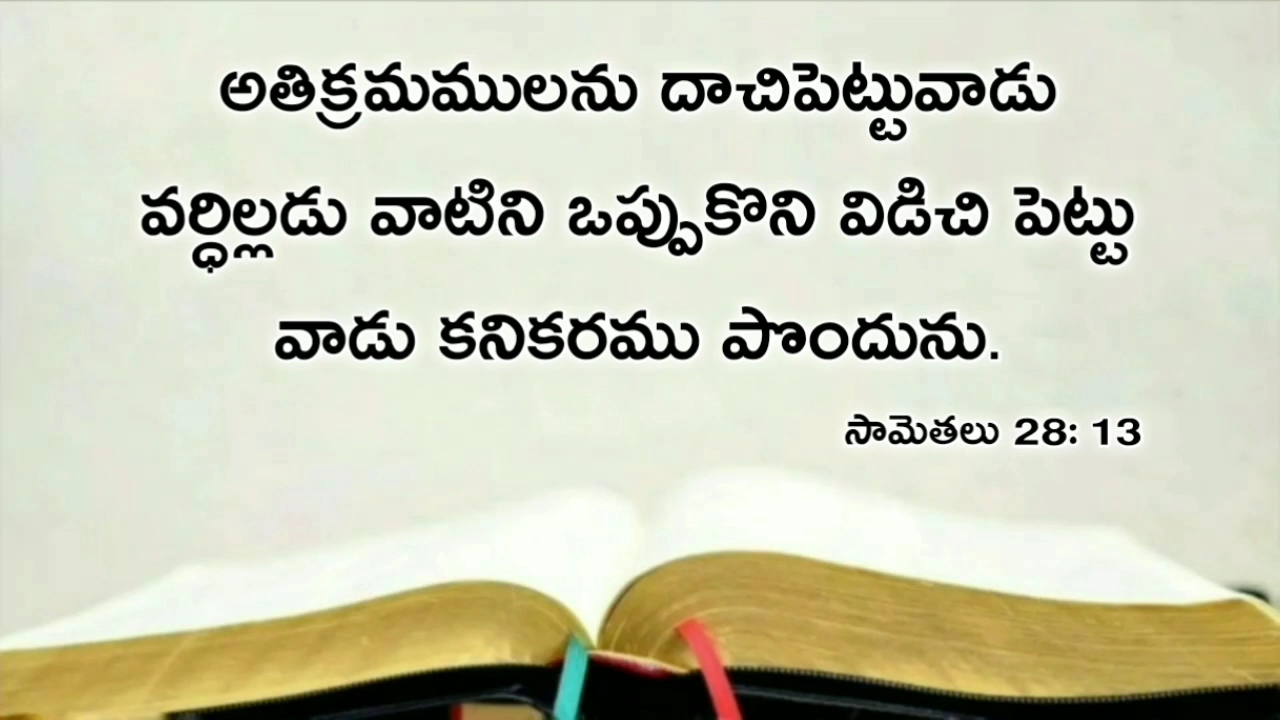 అతిక్రమములను దాచిపెట్టువాడు
వర్ధిల్లడు వాటిని ఒప్పుకొని విడిచి పెట్టు
వాడు కనికరము పొందును.
సామెతలు 28: 13